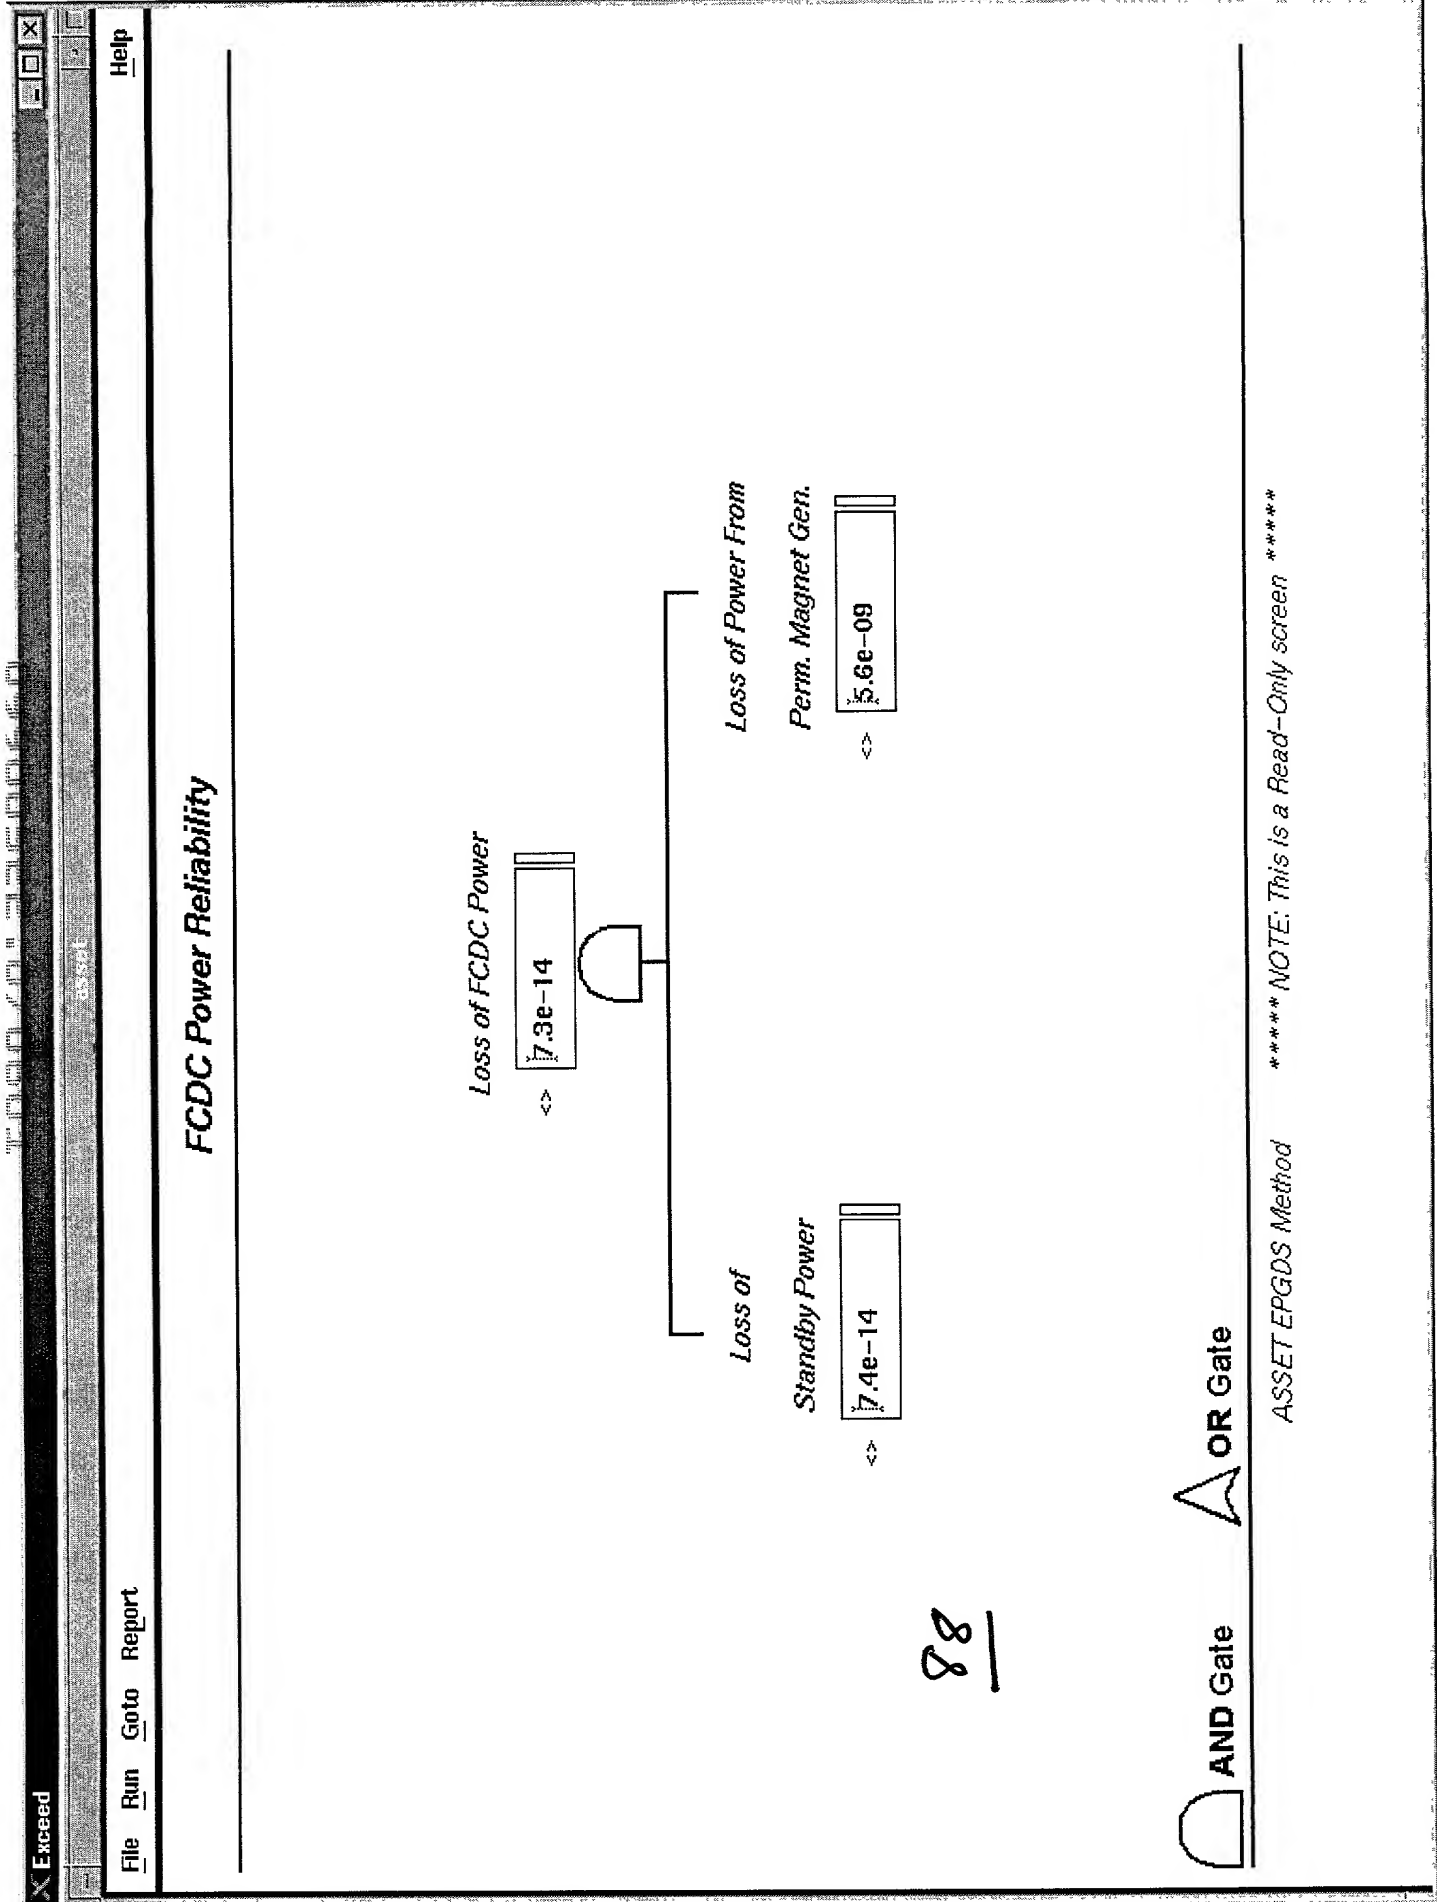 X Exceed
asset
File Run Goto Report Help
FCDC Power Reliability
Loss of FCDC Power
<> 7.3e-14
Loss of
Standby Power
<> 7.4e-14
Loss of Power From
Perm. Magnet Gen.
<> 5.6e-09
88
AND Gate
OR Gate
ASSET EPGDS Method ***** NOTE: This is a Read-Only screen *****